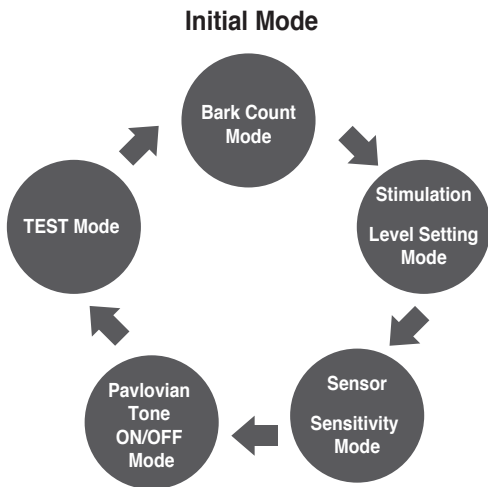 Initial Mode
Bark Count
Mode
Stimulation
Level Setting
Mode
Sensor
Sensitivity
Mode
Pavlovian
Tone
ON/OFF
Mode
TEST Mode